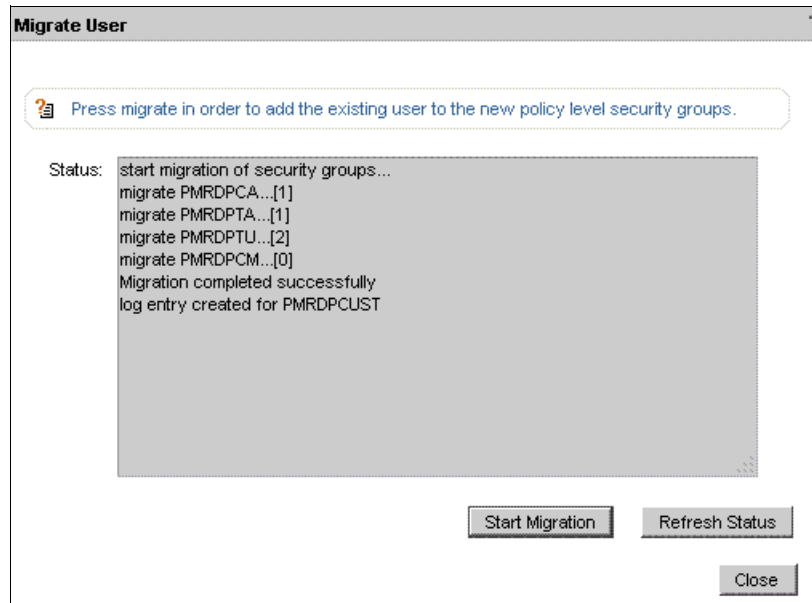 Migrate User
Press migrate in order to add the existing user to the new policy level security groups.
Status:
start migration of security groups...
migrate PMRDPCA...[1]
migrate PMRDPTA...[1]
migrate PMRDPTU...[2]
migrate PMRDPCM...[0]
Migration completed successfully
log entry created for PMRDPCUST
Start Migration
Refresh Status
Close